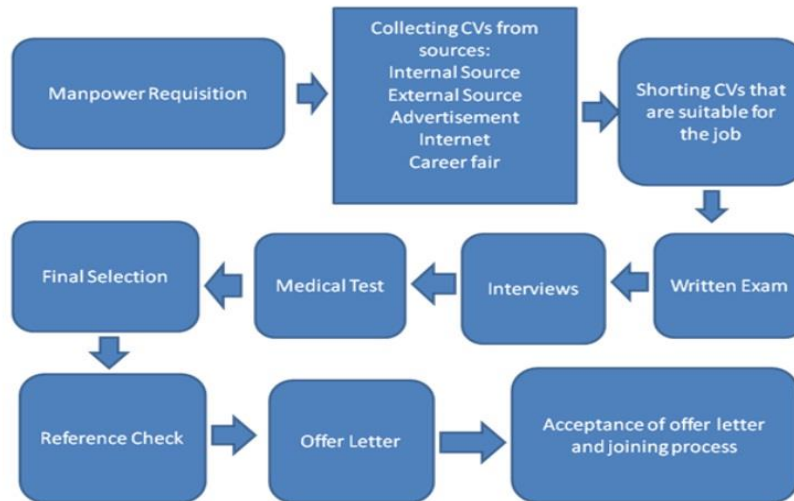 Manpower Requisition
Collecting CVs from
sources:
Internal Source
External Source
Advertisement
Internet
Career fair
Shorting CVs that
are suitable for
the job
Written Exam
Interviews
Medical Test
Final Selection
Reference Check
Offer Letter
Acceptance of offer letter
and joining process